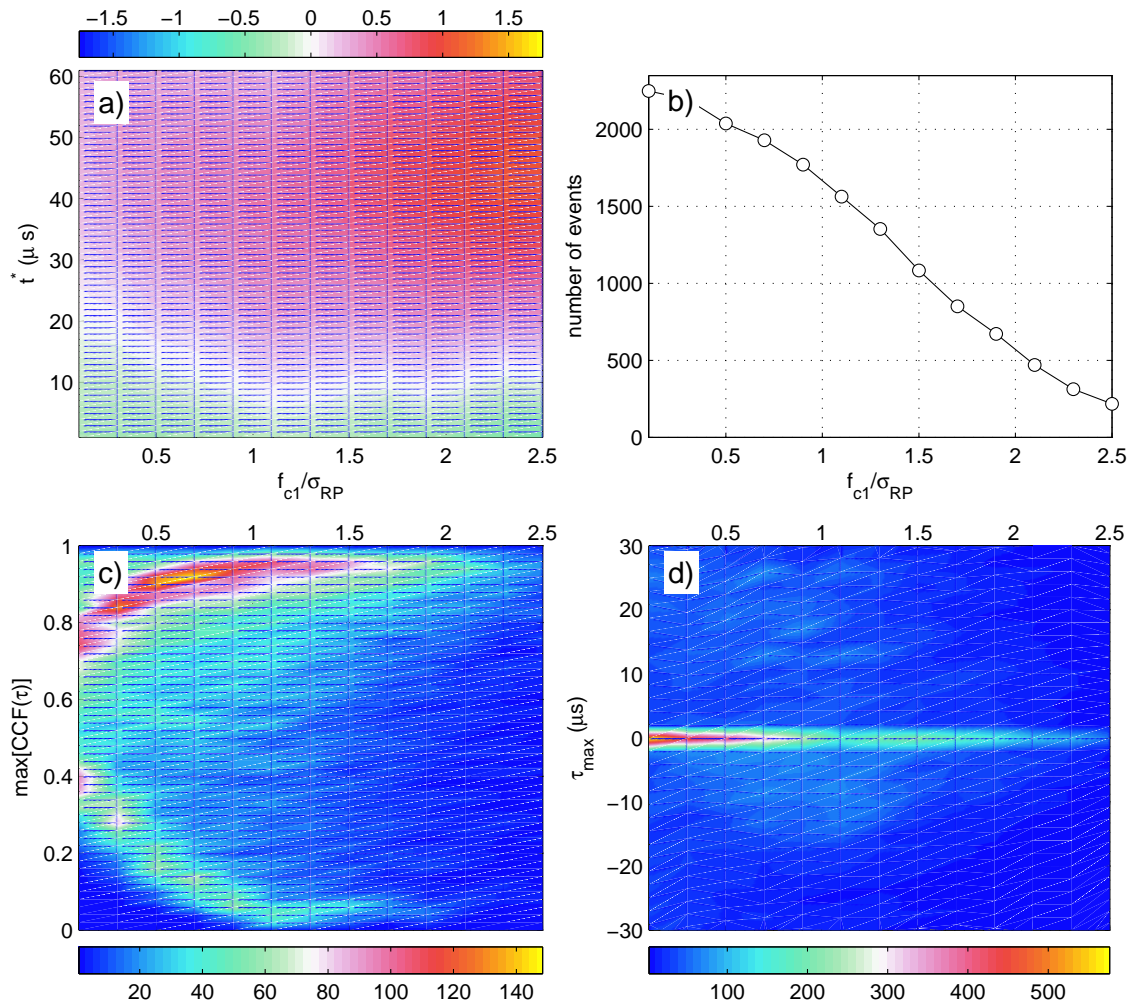 −1.5 −1 −0.5 0 0.5 1 1.5
a)
60
50
40
30
20
10
t* (μ s)
0.5 1 1.5 2 2.5
f_c1/σ_RP
b)
2000
1500
1000
500
0
number of events
0.5 1 1.5 2 2.5
f_c1/σ_RP
0.5 1 1.5 2 2.5
c)
1
0.8
0.6
0.4
0.2
0
max[CCF(τ)]
20 40 60 80 100 120 140
0.5 1 1.5 2 2.5
d)
30
20
10
0
−10
−20
−30
τ_max (μs)
100 200 300 400 500